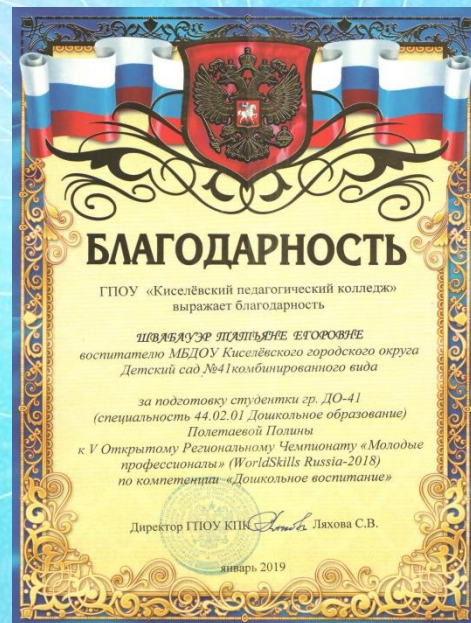 БЛАГОДАРНОСТЬ
ГПОУ «Киселёвский педагогический колледж»
выражает благодарность
ШВАБАУЭР ТАТЬЯНЕ ЕГОРОВНЕ
воспитателю МБДОУ Киселёвского городского округа
Детский сад №41комбинированного вида
за подготовку студентки гр. ДО-41
(специальность 44.02.01 Дошкольное образование)
Полетаевой Полины
к V Открытому Региональному Чемпионату «Молодые
профессионалы» (WorldSkills Russia-2018)
по компетенции «Дошкольное воспитание»
Директор ГПОУ КПК Ляхова С.В.
январь 2019